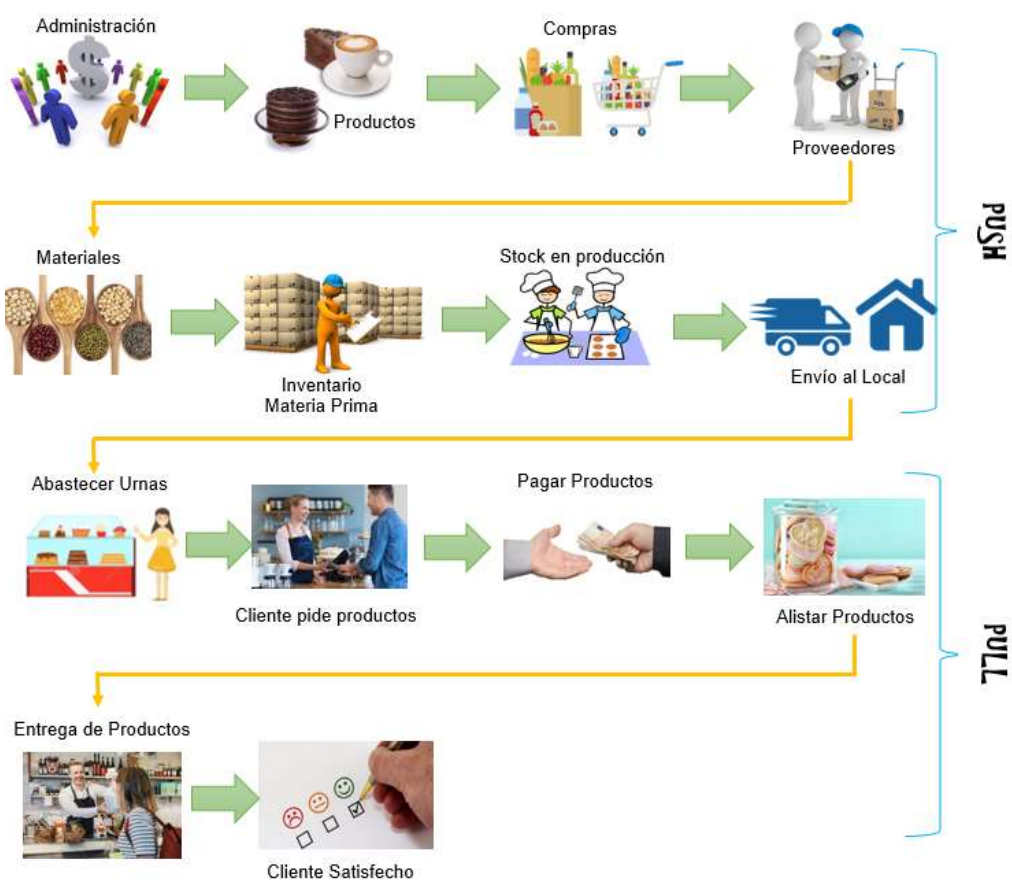 Administración
Productos
Compras
Proveedores
PUSH
Materiales
Inventario
Materia Prima
Stock en producción
Envío al Local
Abastecer Urnas
Cliente pide productos
Pagar Productos
Alistar Productos
PULL
Entrega de Productos
Cliente Satisfecho